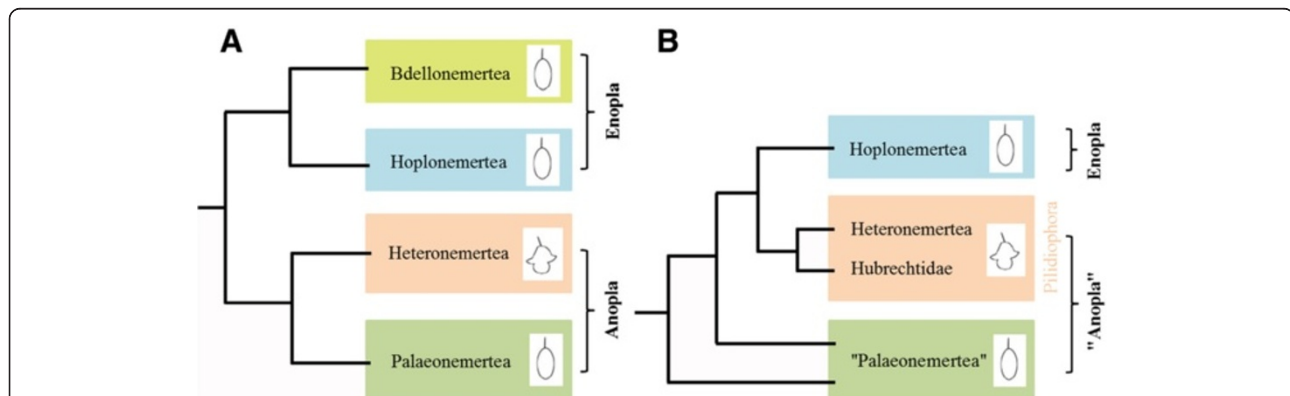 A
Bdellonemertea
Hoplonemertea
Enopla
Heteronemertea
Palaeonemertea
Anopla
B
Hoplonemertea
Enopla
Heteronemertea
Hubrechtidae
Pilidiophora
"Palaeonemertea"
"Anopla"